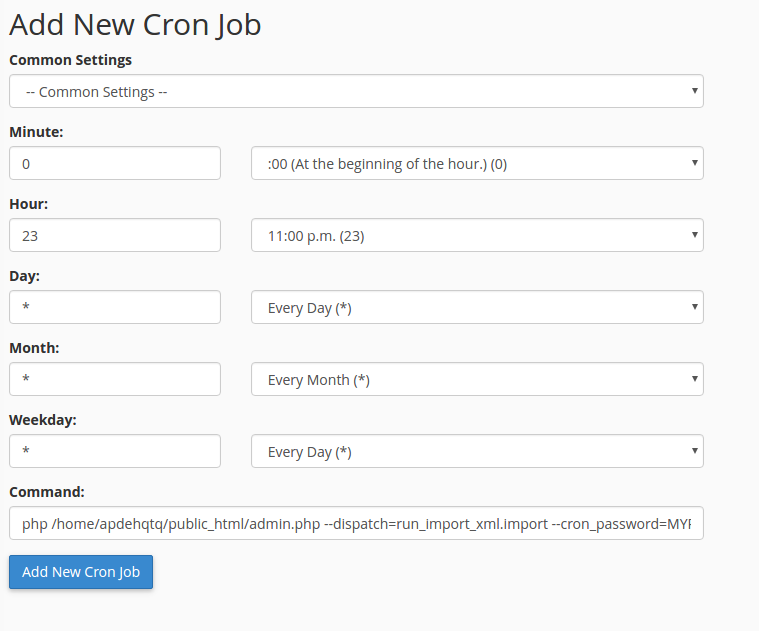 Add New Cron Job
Common Settings
-- Common Settings --
Minute:
0 :00 (At the beginning of the hour.) (0)
Hour:
23 11:00 p.m. (23)
Day:
* Every Day (*)
Month:
* Every Month (*)
Weekday:
* Every Day (*)
Command:
php /home/apdehqtq/public_html/admin.php --dispatch=run_import_xml.import --cron_password=MY
Add New Cron Job